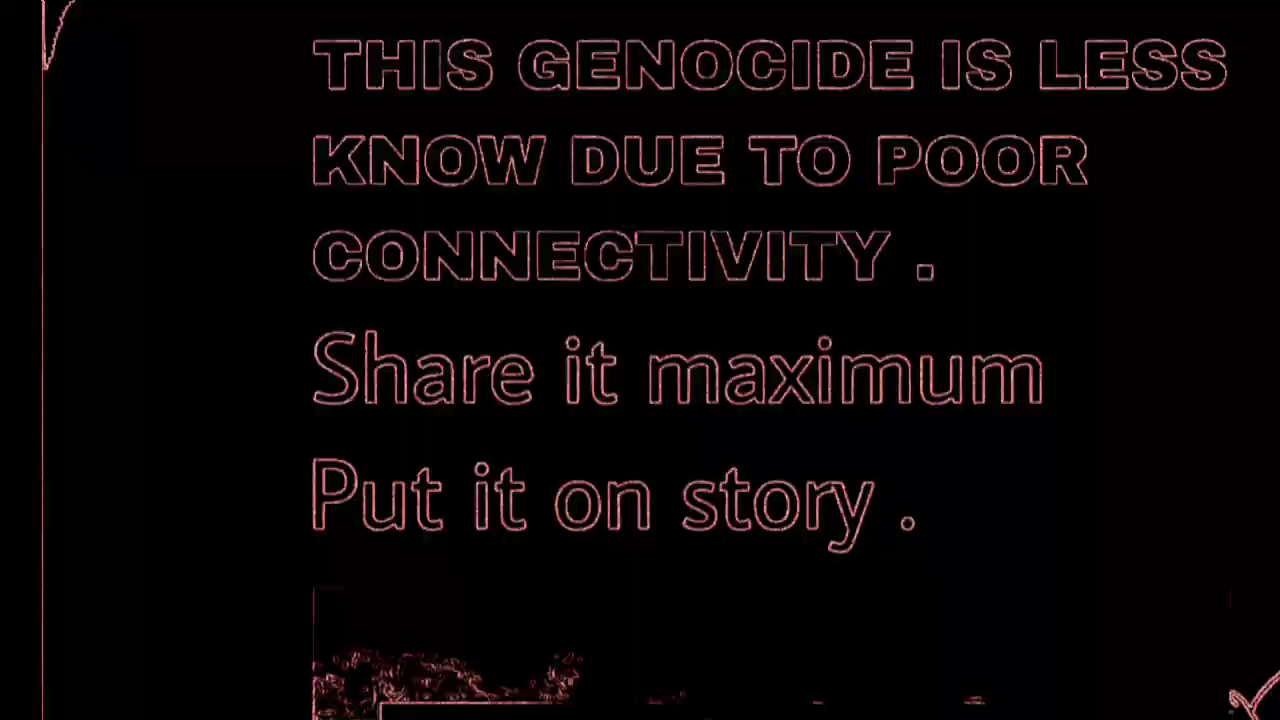 THIS GENOCIDE IS LESS
KNOW DUE TO POOR
CONNECTIVITY .
Share it maximum
Put it on story .